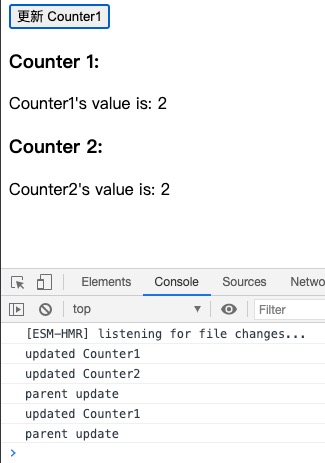 更新 Counter1
Counter 1:
Counter1's value is: 2
Counter 2:
Counter2's value is: 2
Elements Console Sources Netw
top Filter
[ESM-HMR] listening for file changes...
updated Counter1
updated Counter2
parent update
updated Counter1
parent update